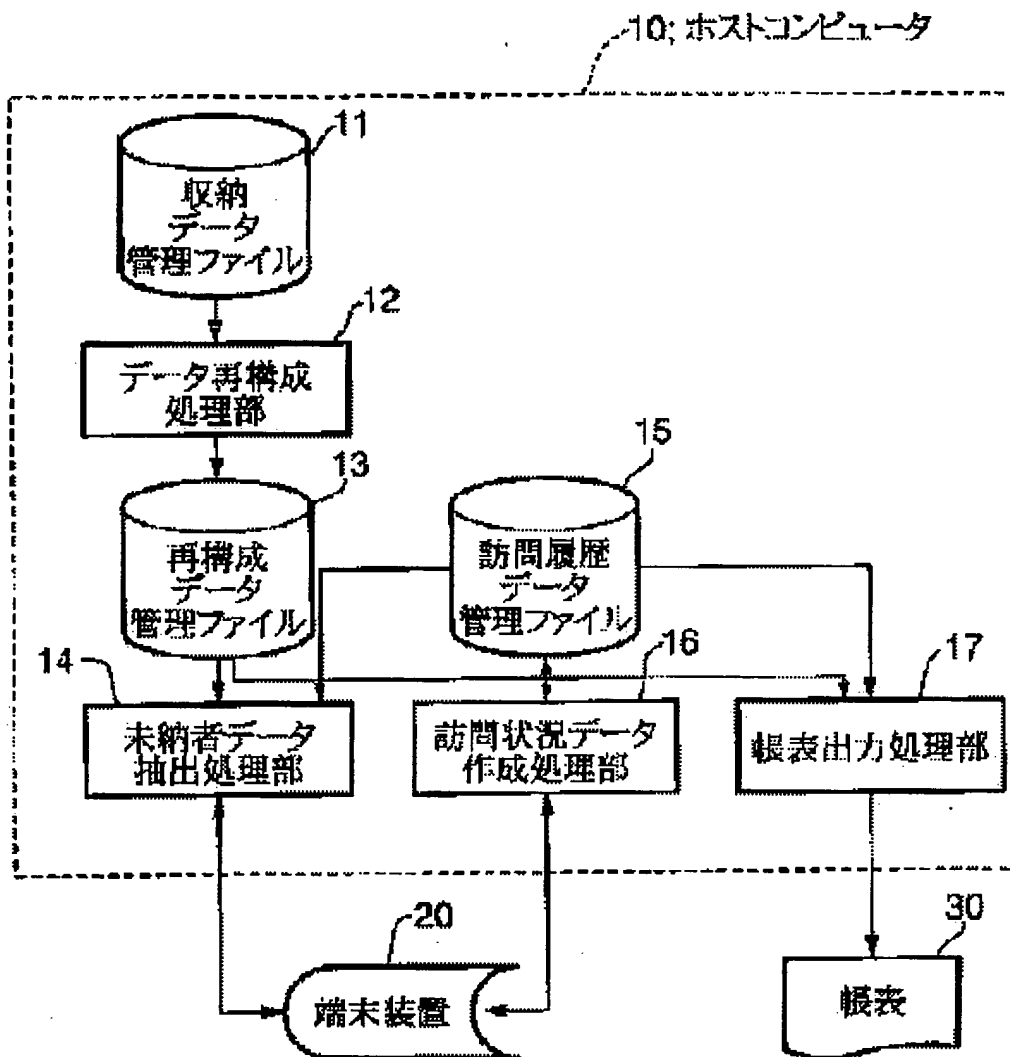 10; ホストコンピュータ
11
収納
データ
管理ファイル
12
データ再構成
処理部
13
再構成
データ
管理ファイル
15
訪問履歴
データ
管理ファイル
14
未納者データ
抽出処理部
16
訪問状況データ
作成処理部
17
帳表出力処理部
20
端末装置
30
帳表